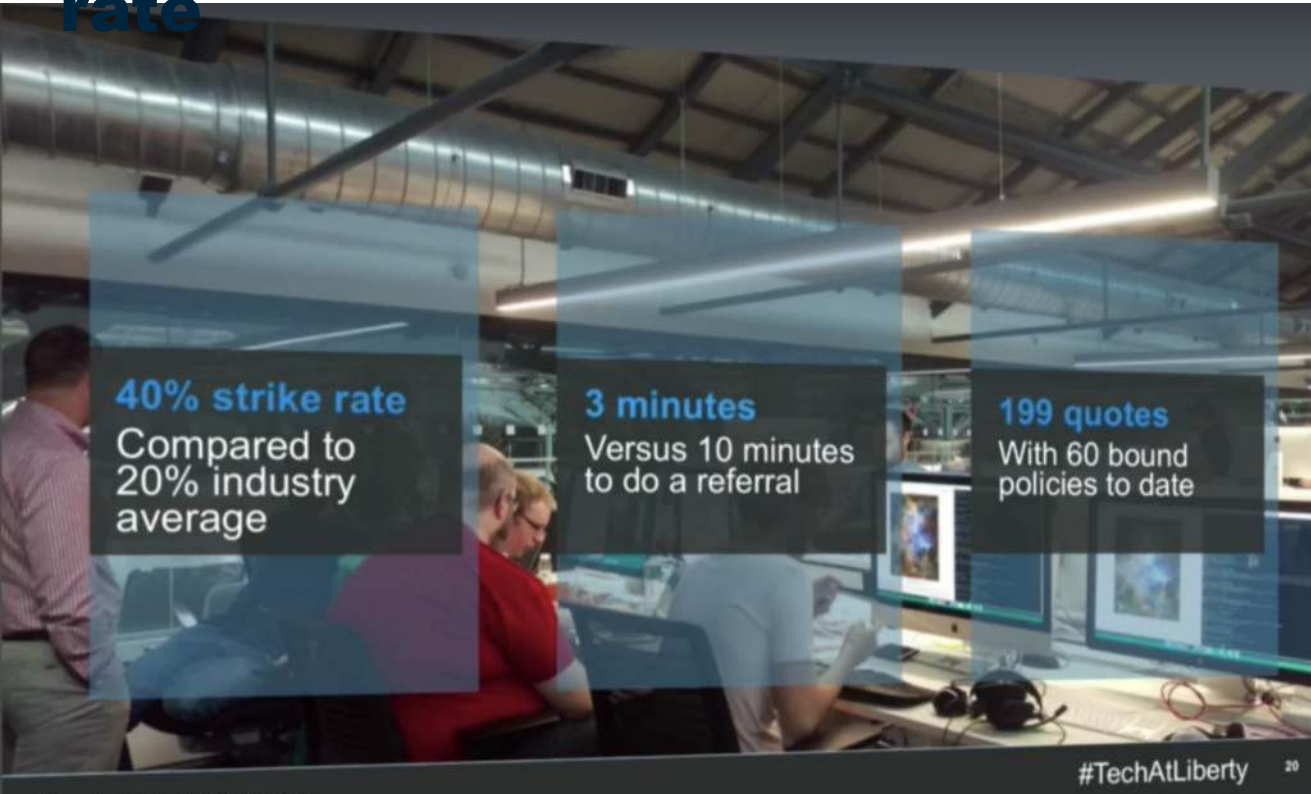 rate
40% strike rate
Compared to
20% industry
average
3 minutes
Versus 10 minutes
to do a referral
199 quotes
With 60 bound
policies to date
#TechAtLiberty
20